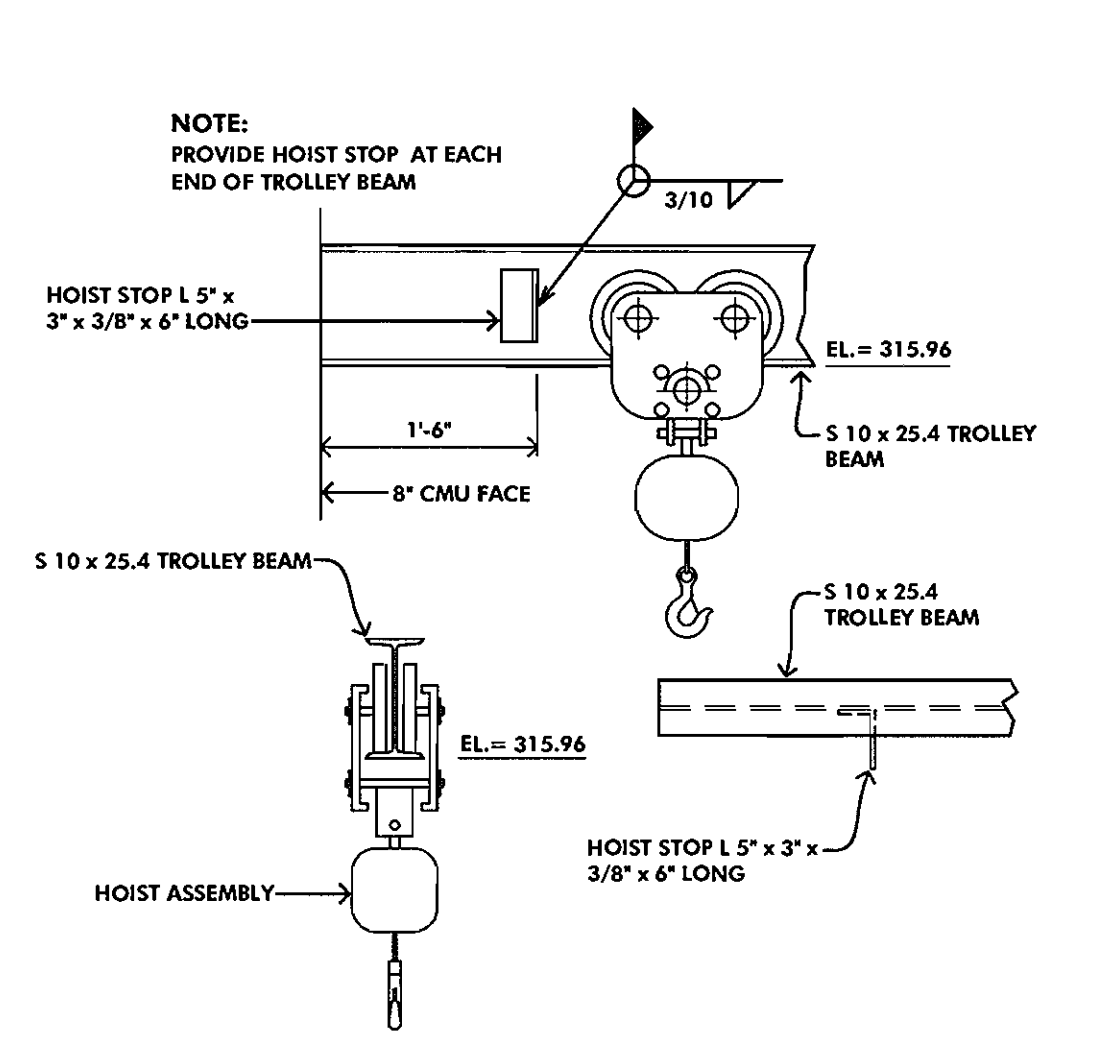 NOTE:
PROVIDE HOIST STOP AT EACH
END OF TROLLEY BEAM
3/10
HOIST STOP L 5" x
3" x 3/8" x 6" LONG
EL.= 315.96
1'-6"
S 10 x 25.4 TROLLEY
BEAM
8" CMU FACE
S 10 x 25.4 TROLLEY BEAM
S 10 x 25.4
TROLLEY BEAM
EL.= 315.96
HOIST STOP L 5" x 3" x
3/8" x 6" LONG
HOIST ASSEMBLY